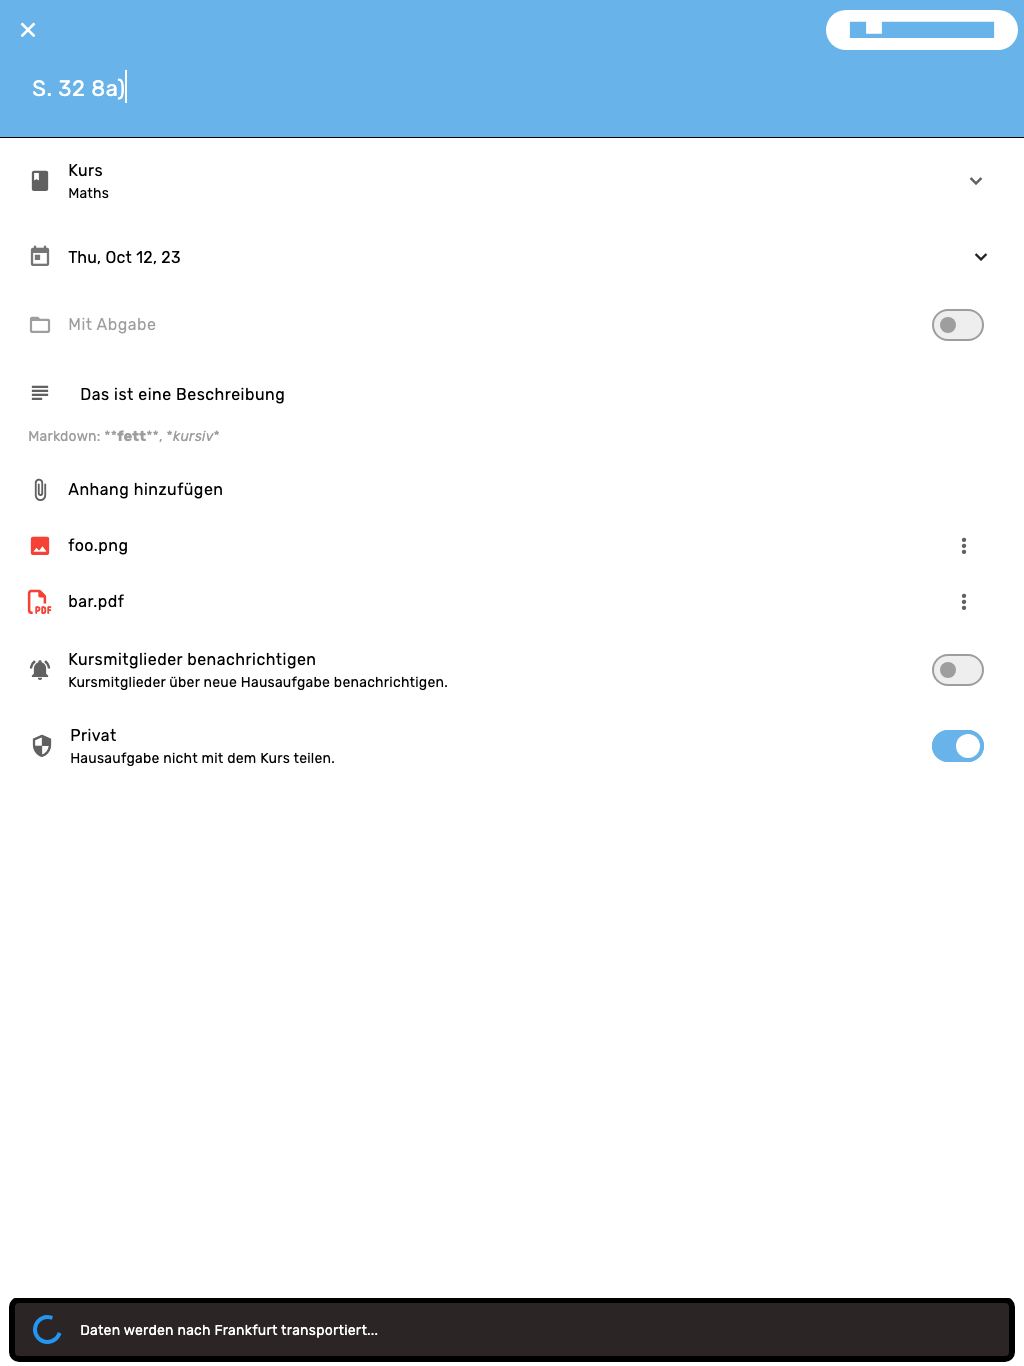 S. 32 8a)
Kurs
Maths
Thu, Oct 12, 23
Mit Abgabe
Das ist eine Beschreibung
Markdown: **fett**, *kursiv*
Anhang hinzufügen
foo.png
PDF
bar.pdf
Kursmitglieder benachrichtigen
Kursmitglieder über neue Hausaufgabe benachrichtigen.
Privat
Hausaufgabe nicht mit dem Kurs teilen.
Daten werden nach Frankfurt transportiert...